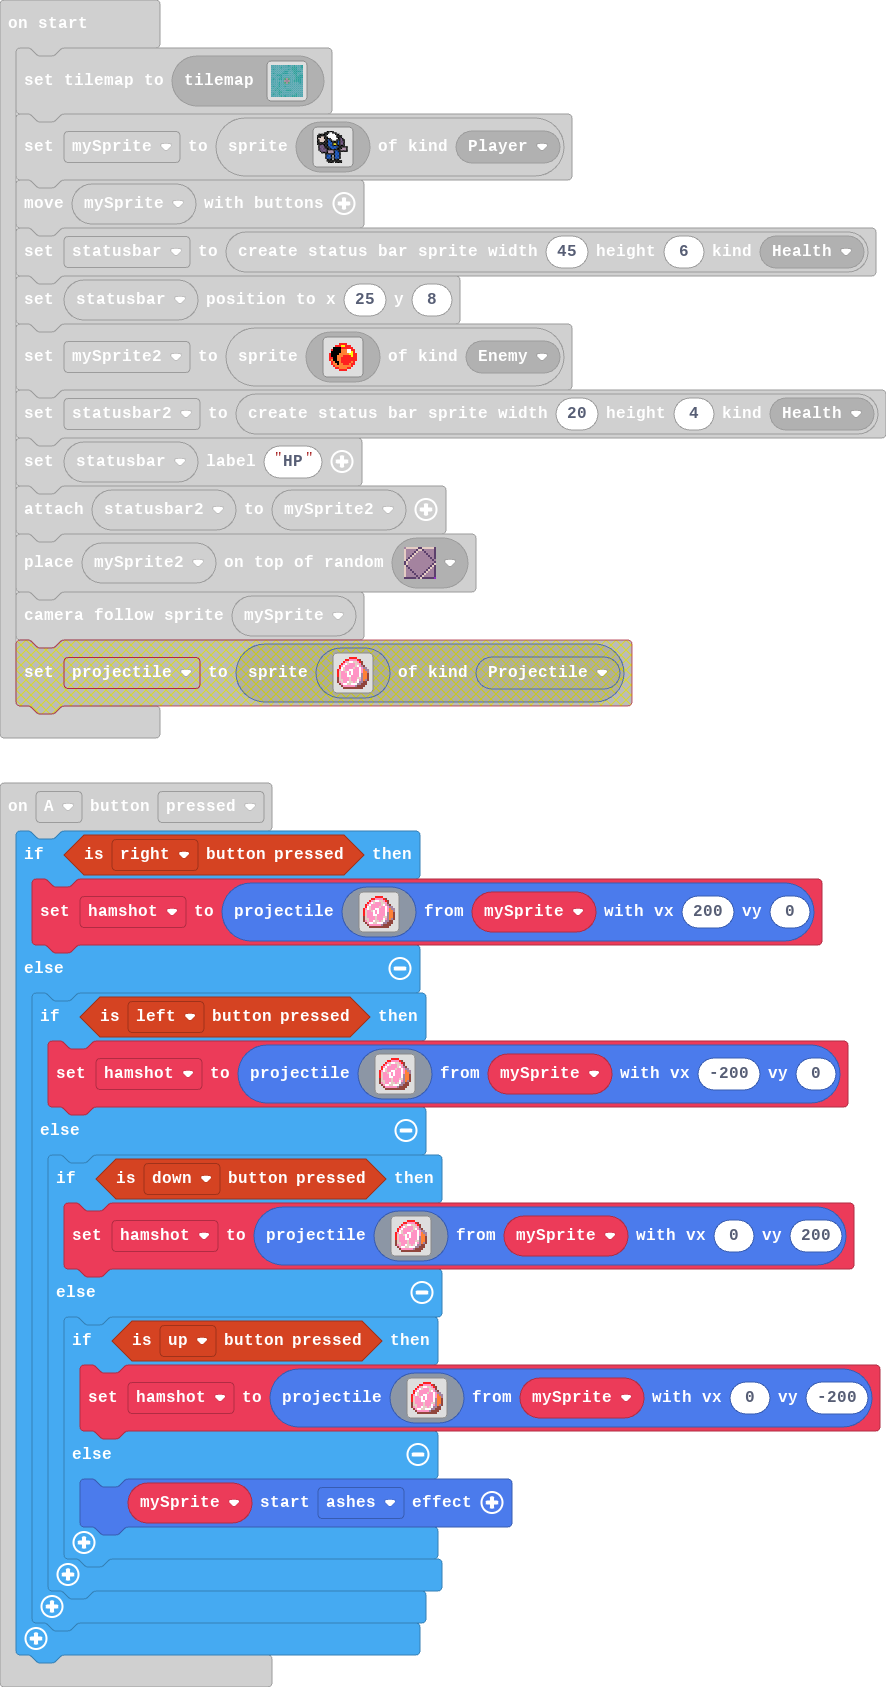 on start
set tilemap to tilemap
set mySprite to sprite of kind Player
move mySprite with buttons
set statusbar to create status bar sprite width 45 height 6 kind Health
set statusbar position to x 25 y 8
set mySprite2 to sprite of kind Enemy
set statusbar2 to create status bar sprite width 20 height 4 kind Health
set statusbar label "HP"
attach statusbar2 to mySprite2
place mySprite2 on top of random
camera follow sprite mySprite
set projectile to sprite of kind Projectile
on A button pressed
if is right button pressed then
set hamshot to projectile from mySprite with vx 200 vy 0
else
if is left button pressed then
set hamshot to projectile from mySprite with vx -200 vy 0
else
if is down button pressed then
set hamshot to projectile from mySprite with vx 0 vy 200
else
if is up button pressed then
set hamshot to projectile from mySprite with vx 0 vy -200
else
mySprite start ashes effect